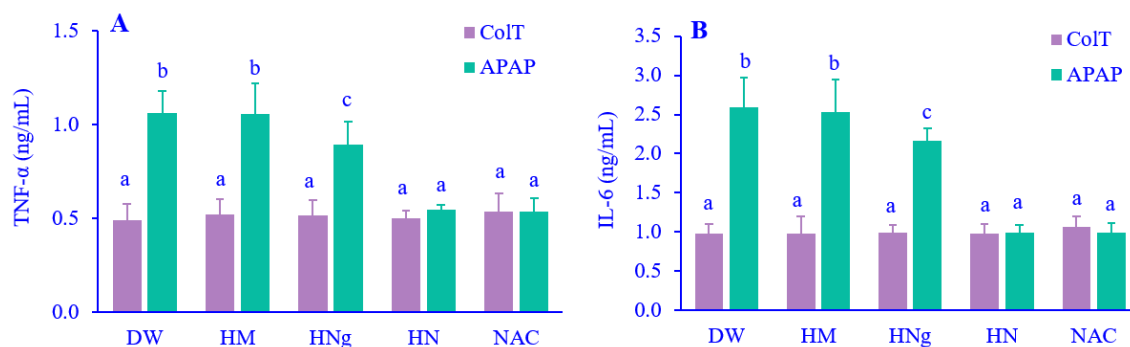 A
ColT
APAP
TNF-α (ng/mL)
1.5
1.0
0.5
0.0
a b a b a c a a a a
DW HM HNg HN NAC
B
ColT
APAP
IL-6 (ng/mL)
3.5
3.0
2.5
2.0
1.5
1.0
0.5
0.0
a b a b a c a a a a
DW HM HNg HN NAC